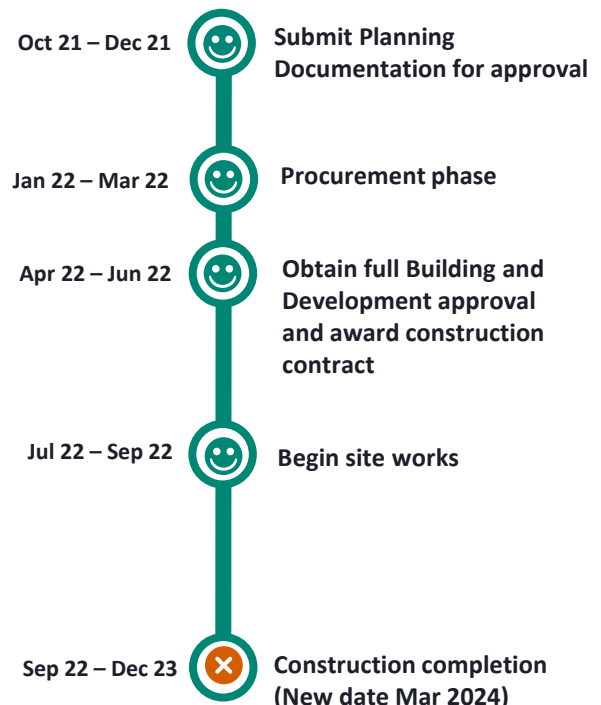 Oct 21 – Dec 21
Submit Planning
Documentation for approval
Jan 22 – Mar 22
Procurement phase
Apr 22 – Jun 22
Obtain full Building and
Development approval
and award construction
contract
Jul 22 – Sep 22
Begin site works
Sep 22 – Dec 23
Construction completion
(New date Mar 2024)